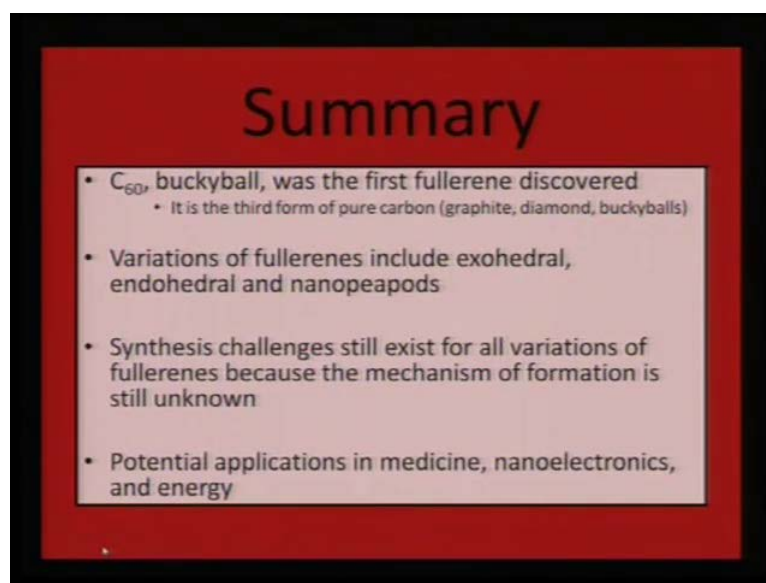 Summary
• C₆₀, buckyball, was the first fullerene discovered
• It is the third form of pure carbon (graphite, diamond, buckyballs)
• Variations of fullerenes include exohedral,
endohedral and nanopeapods
• Synthesis challenges still exist for all variations of
fullerenes because the mechanism of formation is
still unknown
• Potential applications in medicine, nanoelectronics,
and energy